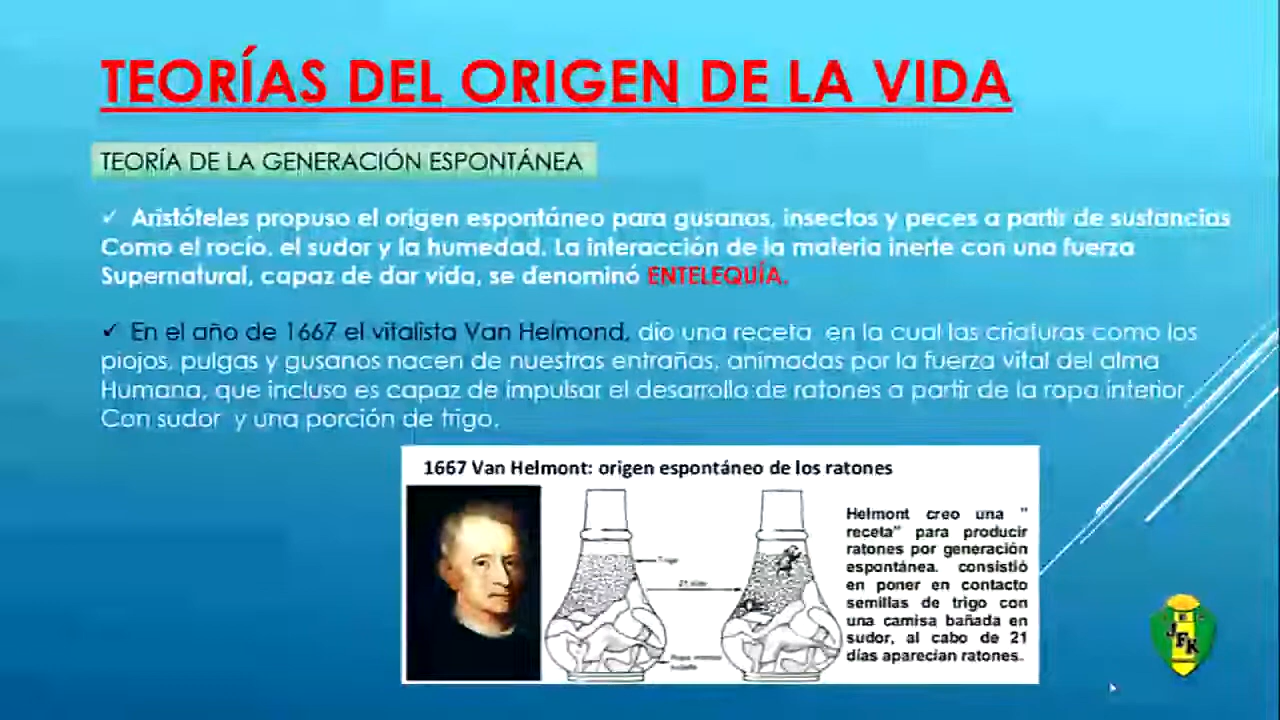 TEORÍAS DEL ORIGEN DE LA VIDA
TEORÍA DE LA GENERACIÓN ESPONTÁNEA
✓ Aristóteles propuso el origen espontáneo para gusanos, insectos y peces a partir de sustancias
Como el rocío, el sudor y la humedad. La interacción de la materia inerte con una fuerza
Supernatural, capaz de dar vida, se denominó ENTELEQUÍA.
✓ En el año de 1667 el vitalista Van Helmond, dio una receta en la cual las criaturas como los
piojos, pulgas y gusanos nacen de nuestras entrañas, animadas por la fuerza vital del alma
Humana, que incluso es capaz de impulsar el desarrollo de ratones a partir de la ropa interior
Con sudor y una porción de trigo.
1667 Van Helmont: origen espontáneo de los ratones
Trigo
21 días
Helmont creo una "
receta" para producir
ratones por generación
espontánea. consistió
en poner en contacto
semillas de trigo con
una camisa bañada en
sudor, al cabo de 21
días aparecían ratones.
JFK